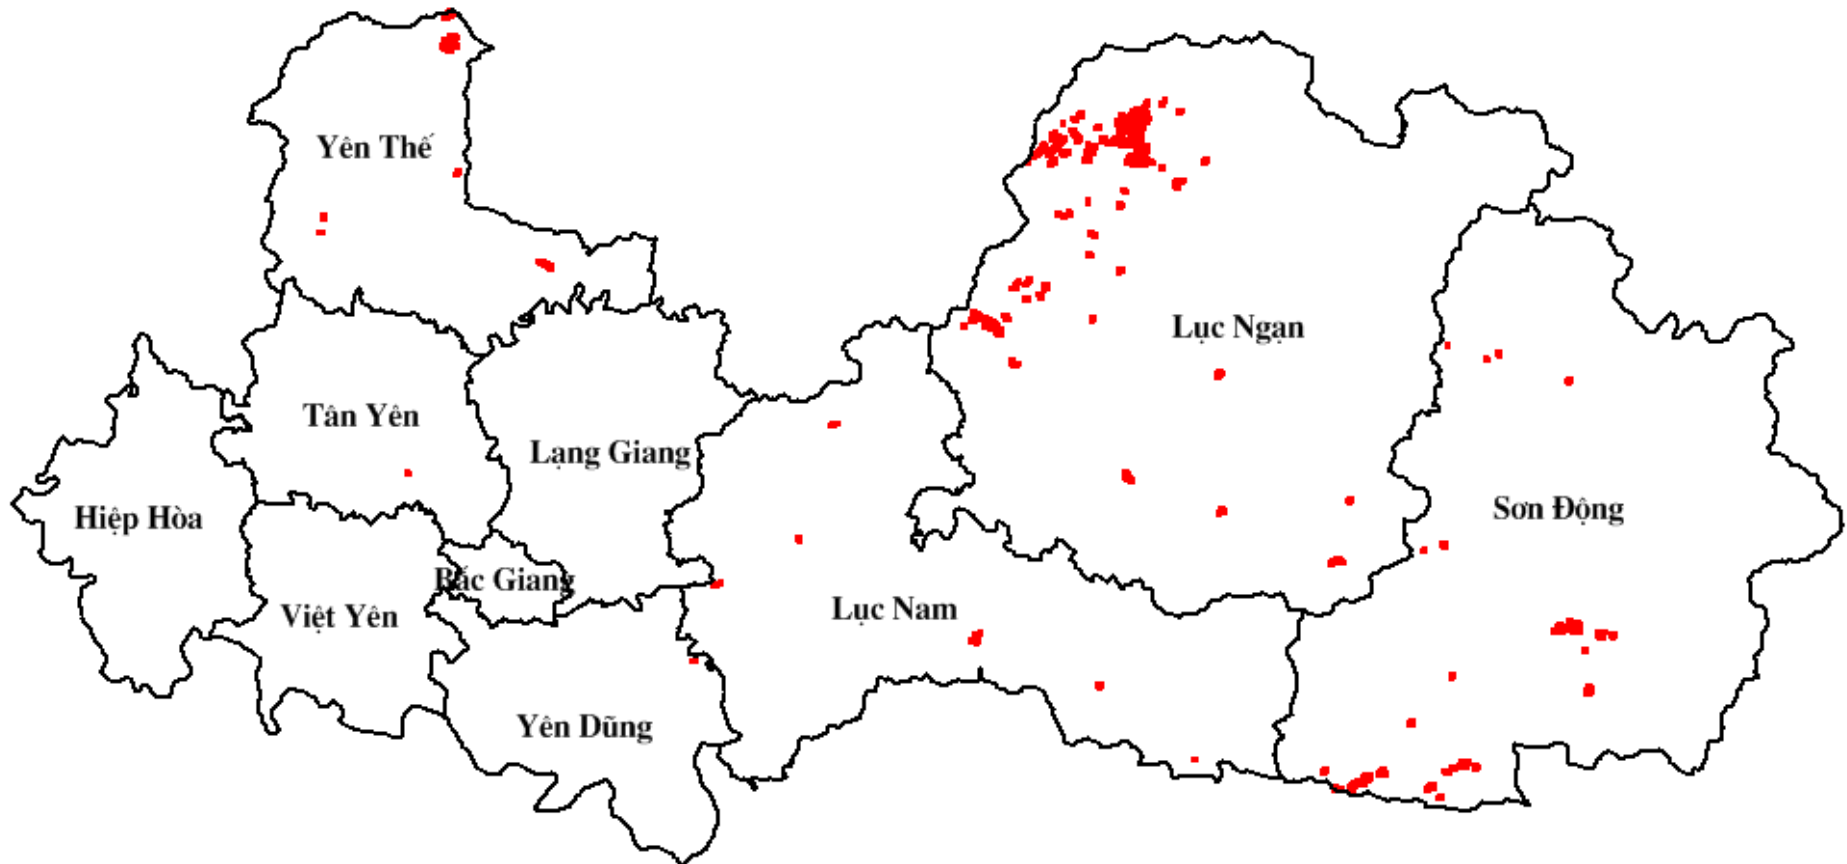 Yên Thế
Lục Ngạn
Tân Yên
Lạng Giang
Hiệp Hòa
Sơn Động
Bắc Giang
Việt Yên
Lục Nam
Yên Dũng